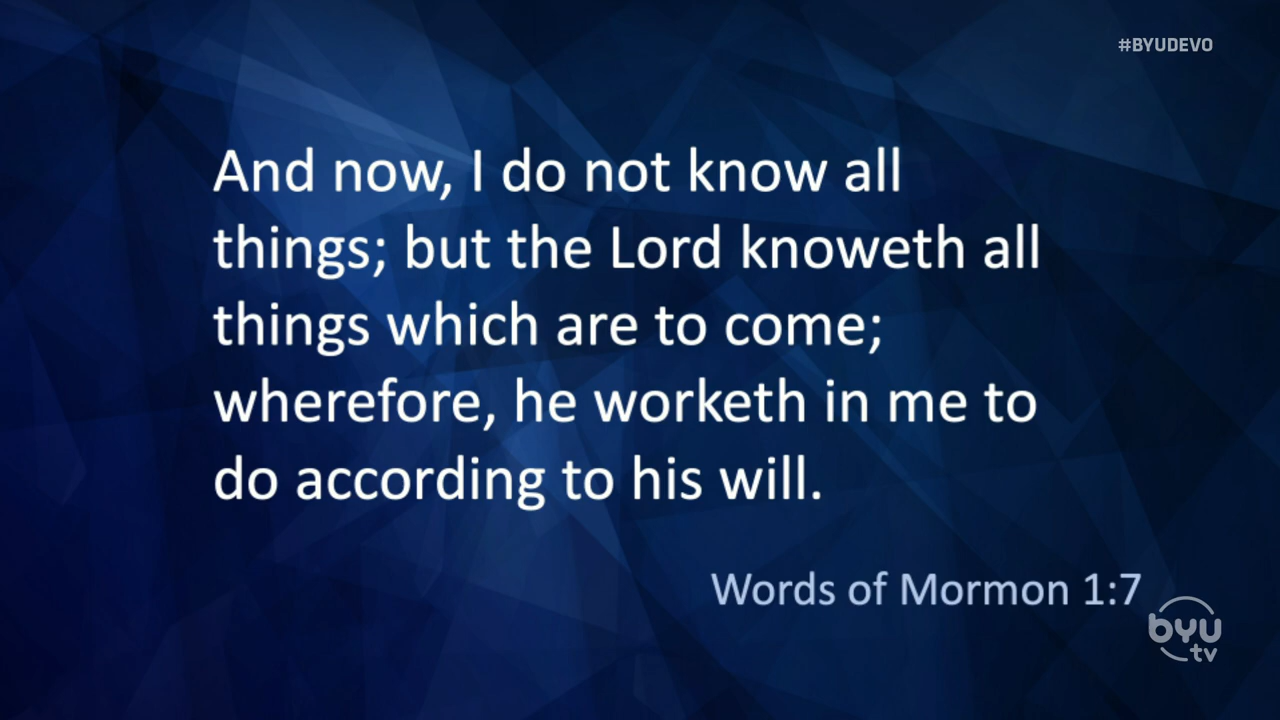 #BYUDEVO
And now, I do not know all
things; but the Lord knoweth all
things which are to come;
wherefore, he worketh in me to
do according to his will.
Words of Mormon 1:7
byu
tv